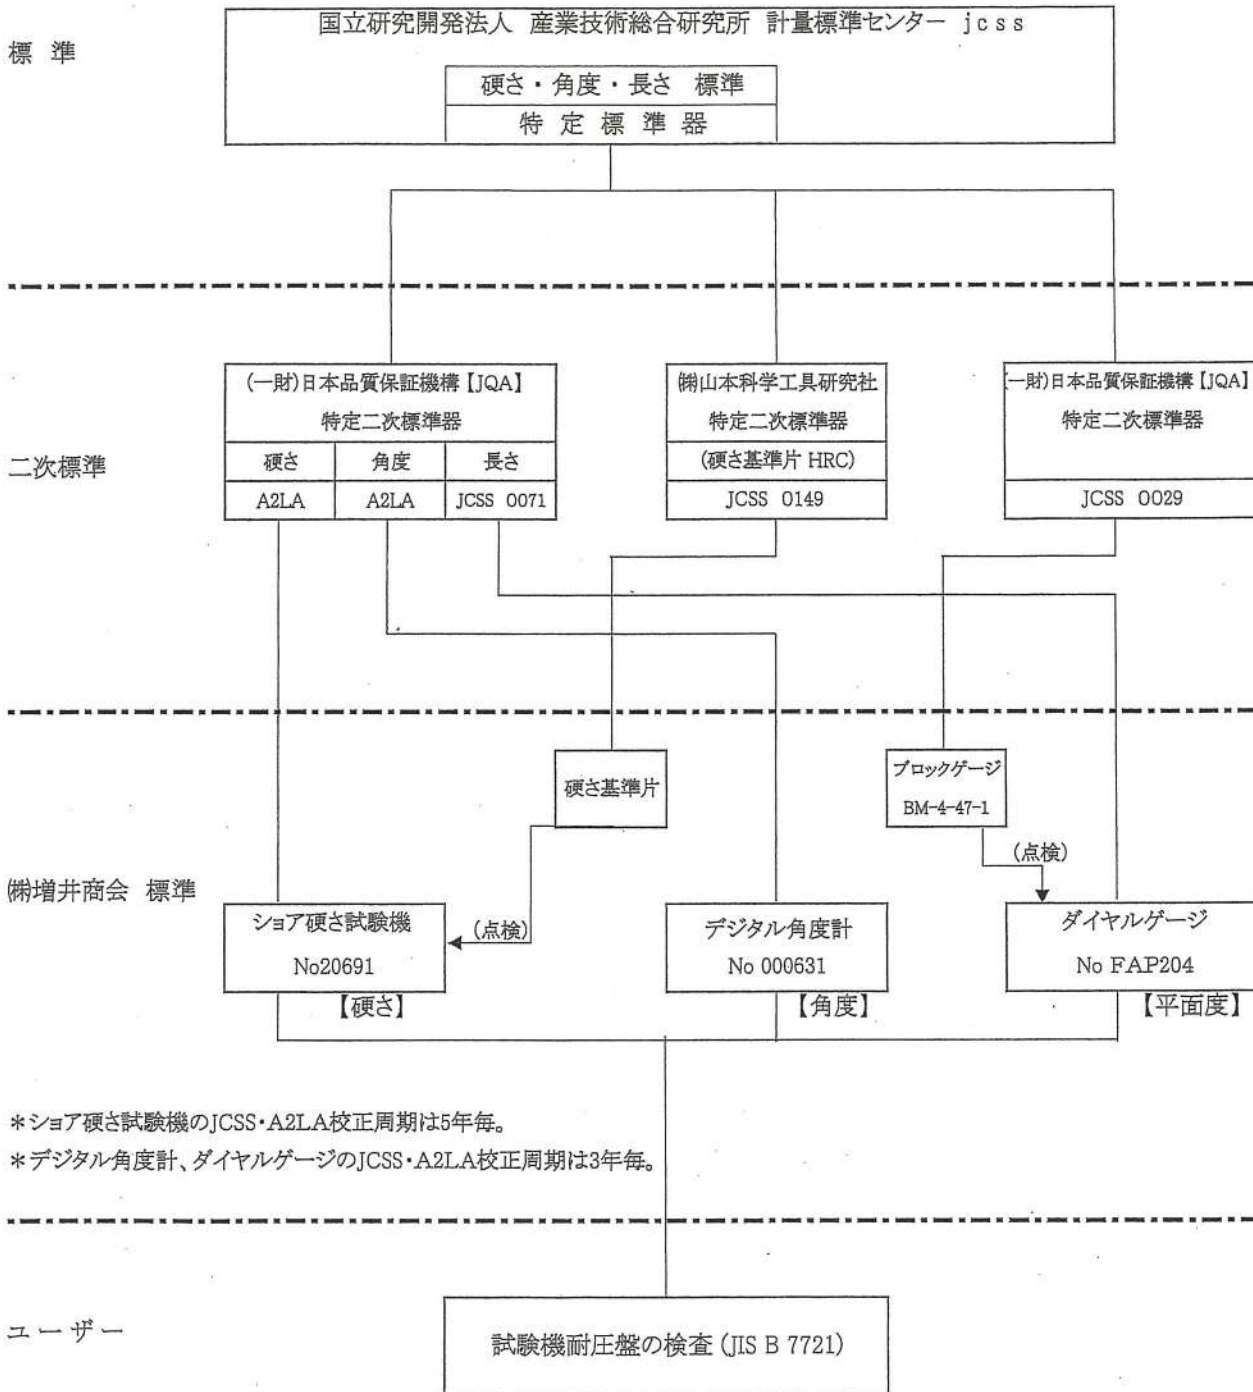 国立研究開発法人 産業技術総合研究所 計量標準センター jcss
標 準
硬さ・角度・長さ 標準
特 定 標 準 器
(一財)日本品質保証機構【JQA】
特定二次標準器
硬さ 角度 長さ
A2LA A2LA JCSS 0071
㈱山本科学工具研究社
特定二次標準器
(硬さ基準片 HRC)
JCSS 0149
(一財)日本品質保証機構【JQA】
特定二次標準器
JCSS 0029
二次標準
硬さ基準片
ブロックゲージ
BM-4-47-1
(点検)
㈱増井商会 標準
ショア硬さ試験機
No20691
(点検)
【硬さ】
デジタル角度計
No 000631
【角度】
ダイヤルゲージ
No FAP204
【平面度】
＊ショア硬さ試験機のJCSS・A2LA校正周期は5年毎。
＊デジタル角度計、ダイヤルゲージのJCSS・A2LA校正周期は3年毎。
ユーザー
試験機耐圧盤の検査(JIS B 7721)